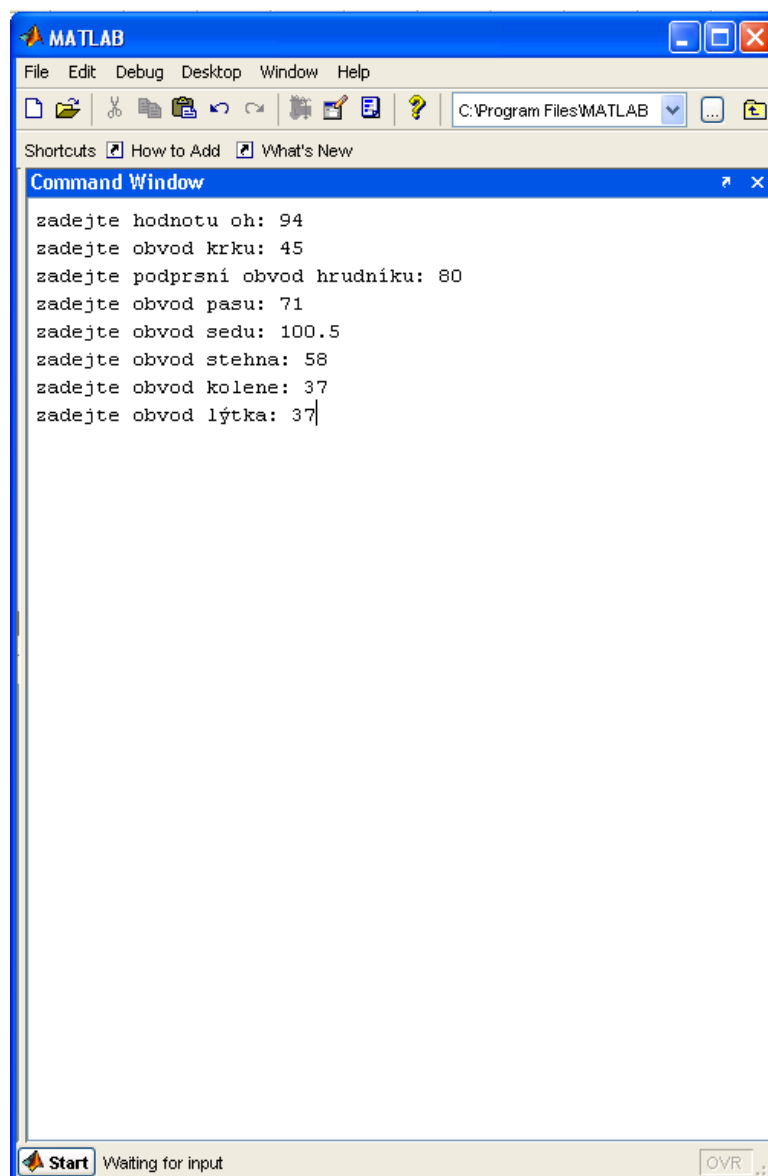 MATLAB
File Edit Debug Desktop Window Help
C:\Program Files\MATLAB ...
Shortcuts How to Add What's New
Command Window
zadejte hodnotu oh: 94
zadejte obvod krku: 45
zadejte podprsní obvod hrudníku: 80
zadejte obvod pasu: 71
zadejte obvod sedu: 100.5
zadejte obvod stehna: 58
zadejte obvod kolene: 37
zadejte obvod lýtka: 37
Start Waiting for input OVR